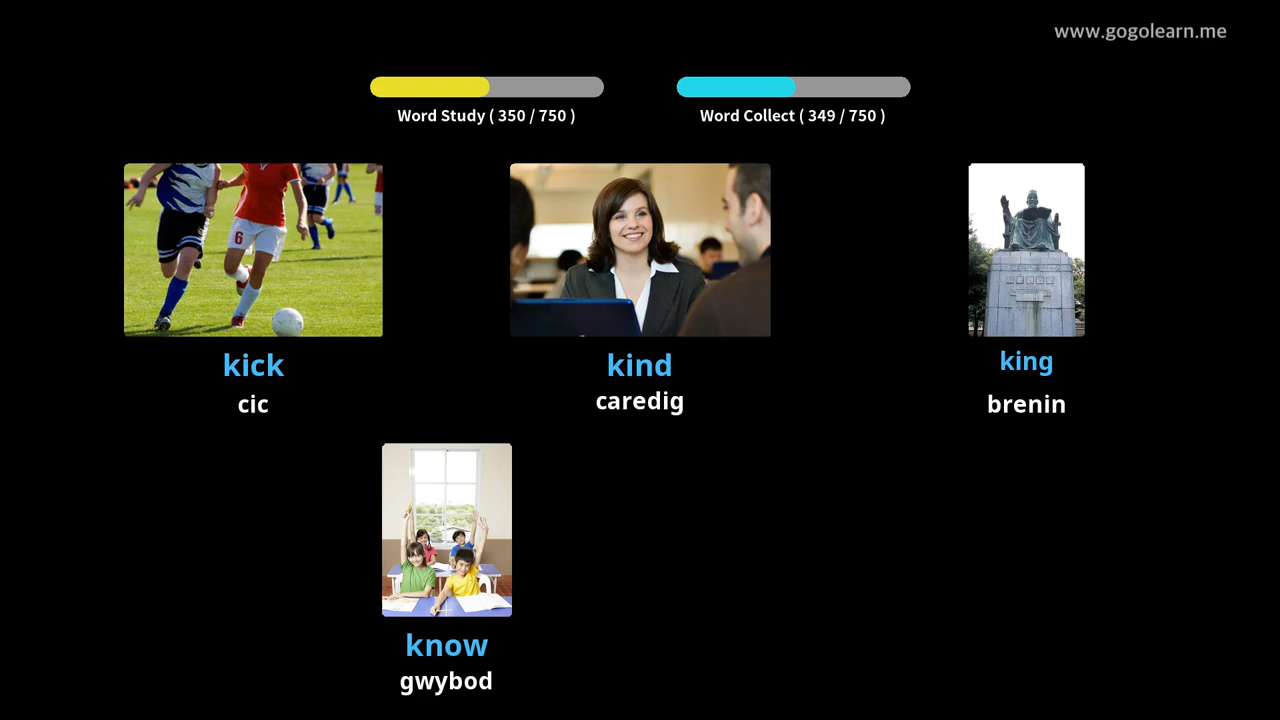 www.gogolearn.me
Word Study ( 350 / 750 )
Word Collect ( 349 / 750 )
6
kick
cic
kind
caredig
king
brenin
know
gwybod